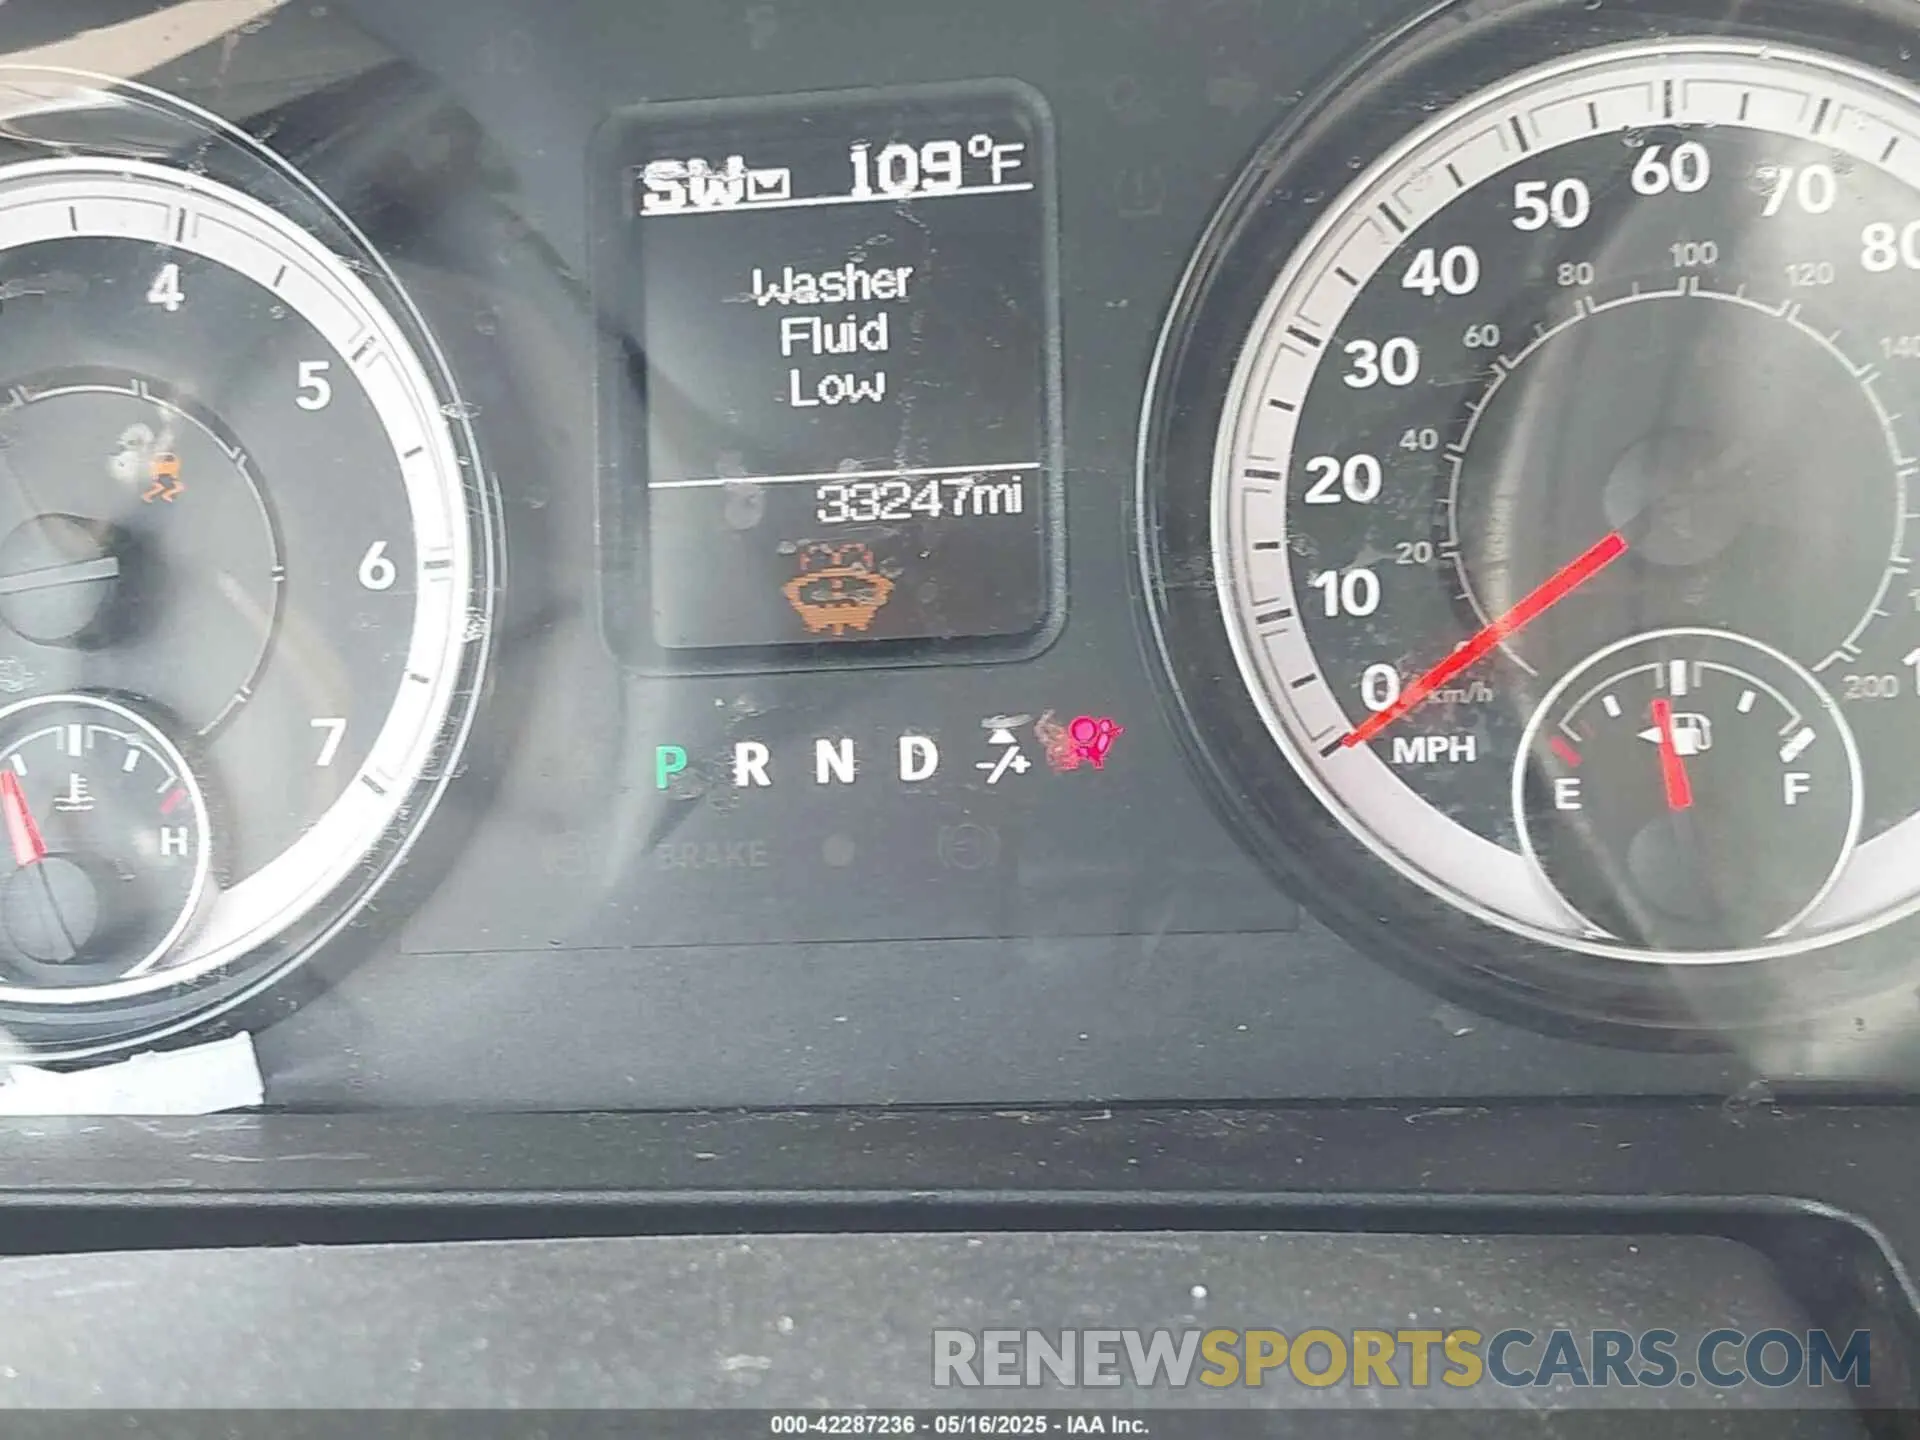 SW 109°F
Washer
Fluid
Low
33247mi
P R N D -/+
BRAKE
4
5
6
7
H
0 10 20 30 40 50 60 70 80
20 40 60 80 100 120 140 200
km/h
MPH
E F
RENEWSPORTSCARS.COM
000-42287236 - 05/16/2025 - IAA Inc.